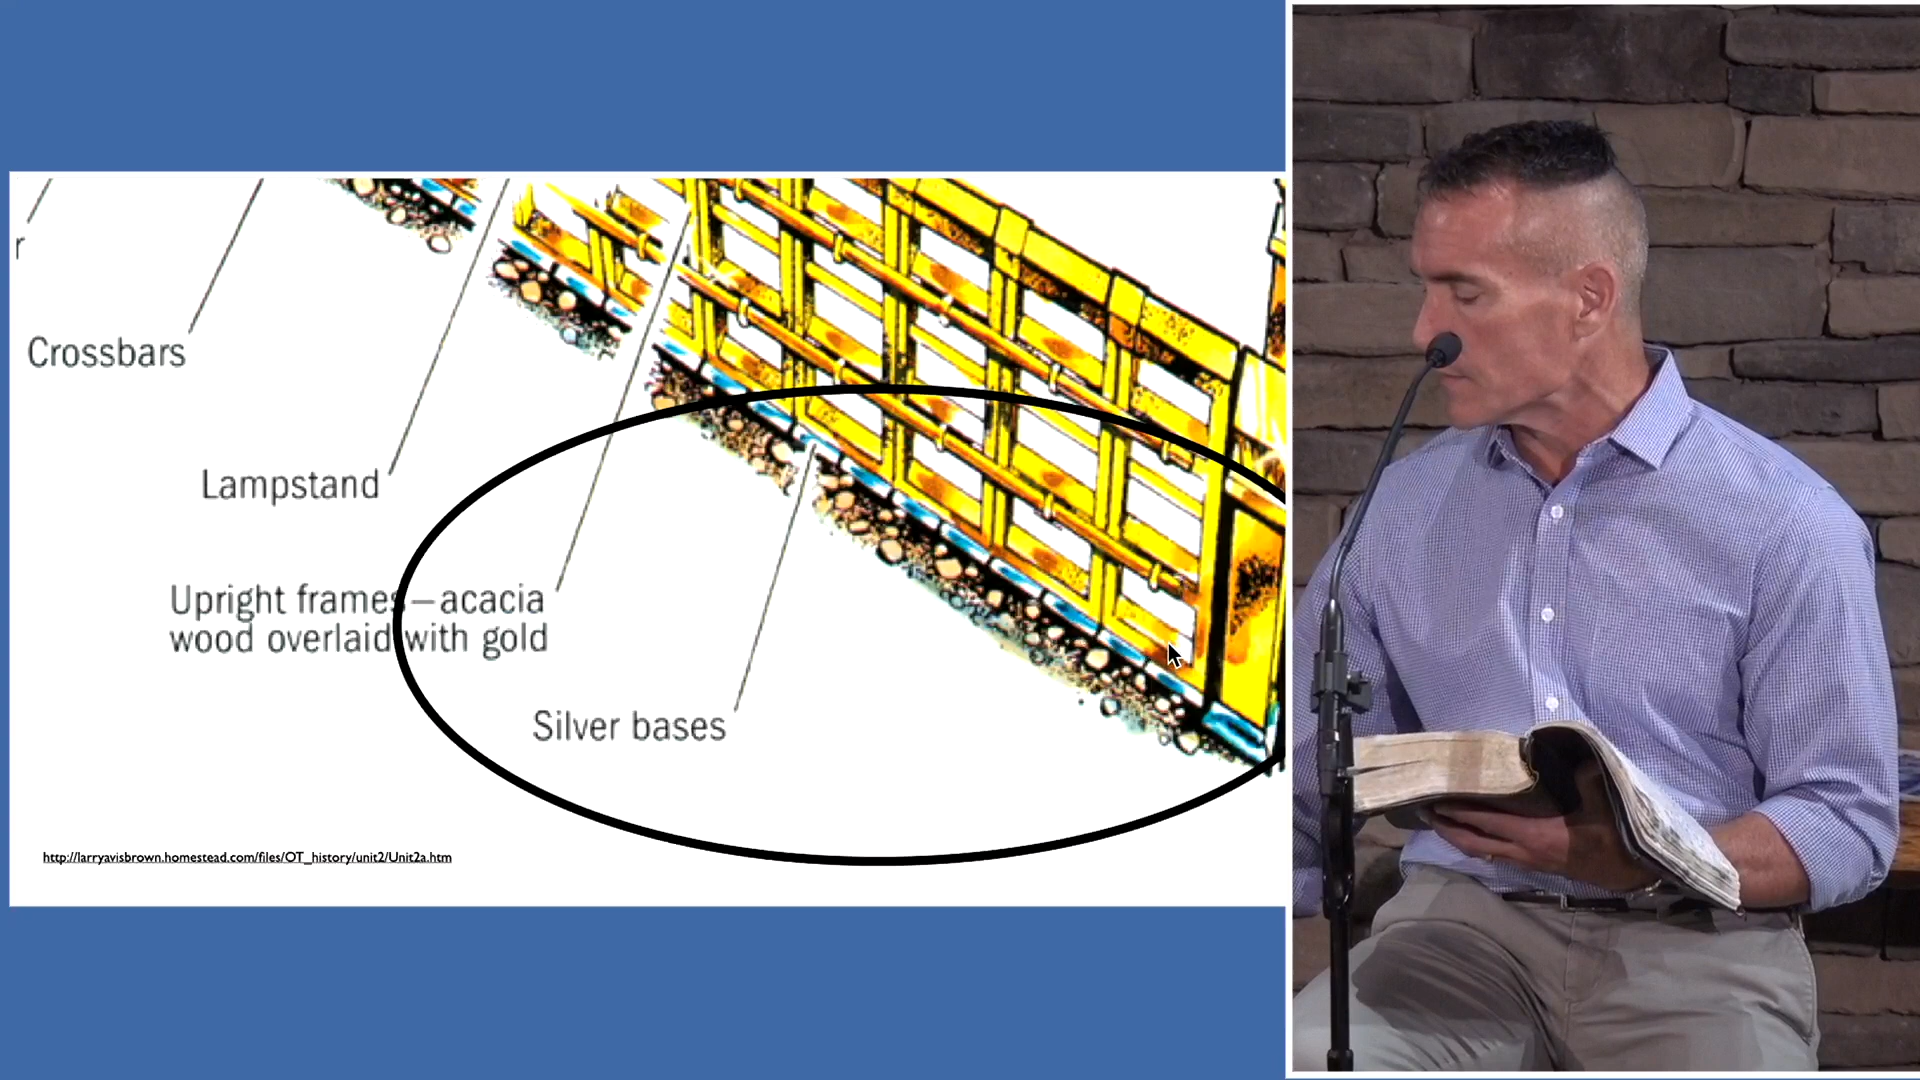 r
Crossbars
Lampstand
Upright frames—acacia
wood overlaid with gold
Silver bases
http://larryavisbrown.homestead.com/files/OT_history/unit2/Unit2a.htm